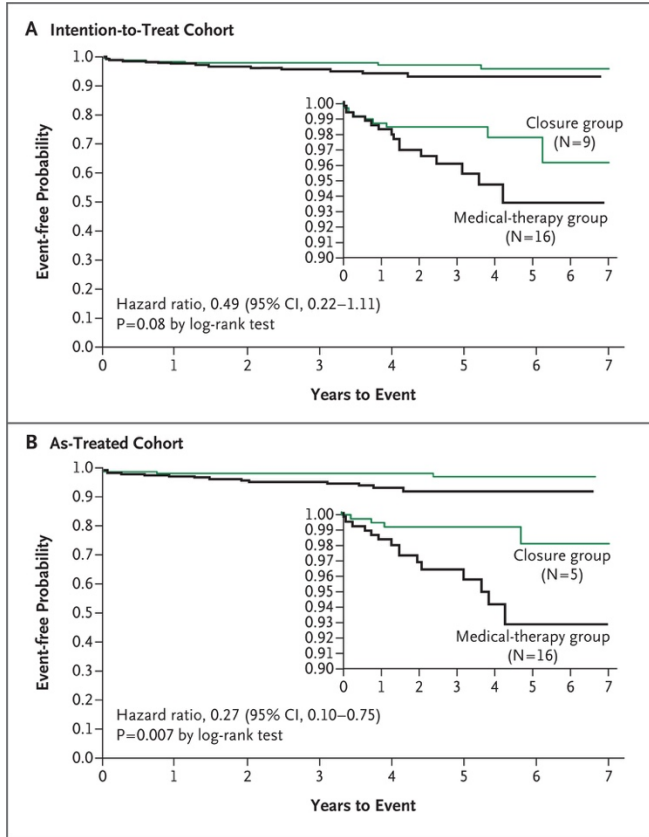 A Intention-to-Treat Cohort
1.0
0.9
0.8
0.7
0.6
0.5
0.4
0.3
0.2
0.1
0.0
Event-free Probability
1.00
0.99
0.98
0.97
0.96
0.95
0.94
0.93
0.92
0.91
0.90
0 1 2 3 4 5 6 7
Closure group
(N=9)
Medical-therapy group
(N=16)
Hazard ratio, 0.49 (95% CI, 0.22–1.11)
P=0.08 by log-rank test
0 1 2 3 4 5 6 7
Years to Event
B As-Treated Cohort
1.0
0.9
0.8
0.7
0.6
0.5
0.4
0.3
0.2
0.1
0.0
Event-free Probability
1.00
0.99
0.98
0.97
0.96
0.95
0.94
0.93
0.92
0.91
0.90
0 1 2 3 4 5 6 7
Closure group
(N=5)
Medical-therapy group
(N=16)
Hazard ratio, 0.27 (95% CI, 0.10–0.75)
P=0.007 by log-rank test
0 1 2 3 4 5 6 7
Years to Event